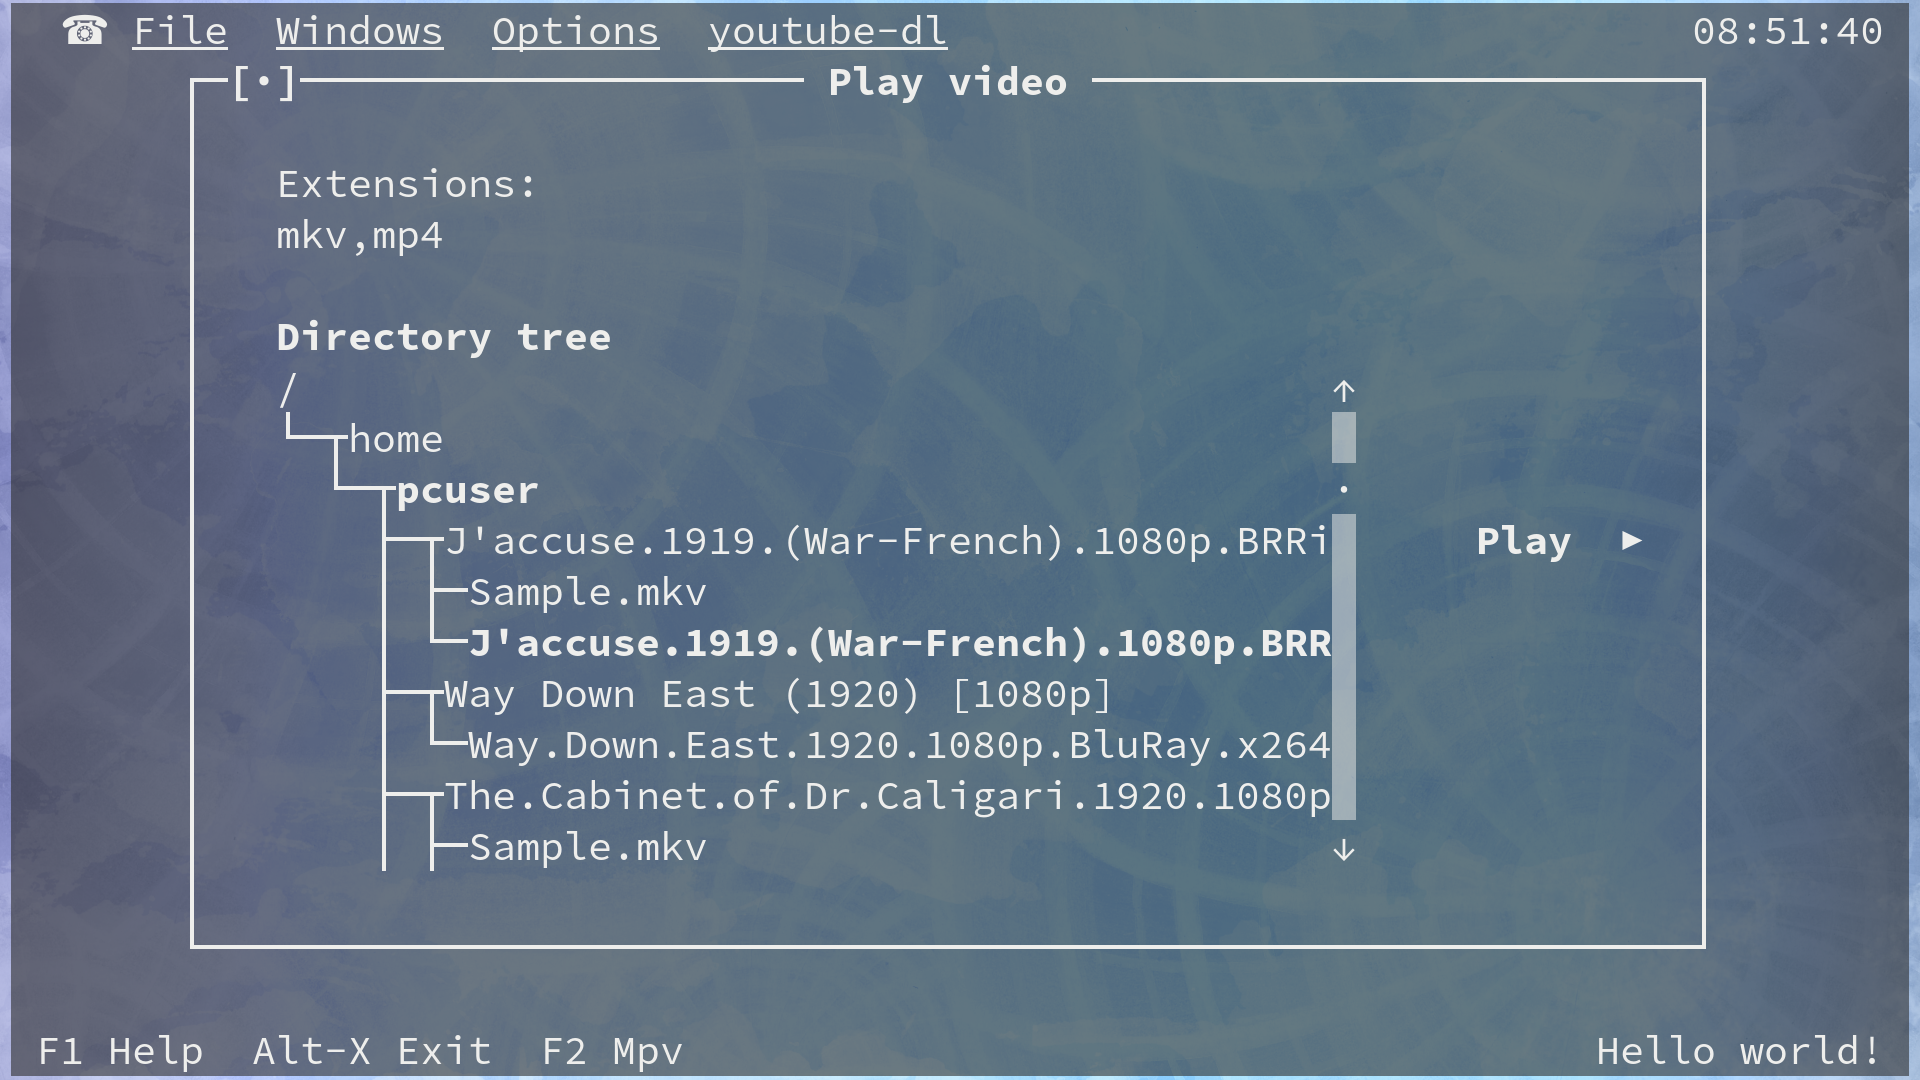 ☎ File Windows Options youtube-dl 08:51:40
[·] Play video
Extensions:
mkv,mp4
Directory tree
/
home
pcuser
J'accuse.1919.(War-French).1080p.BRRi
Sample.mkv
J'accuse.1919.(War-French).1080p.BRR
Way Down East (1920) [1080p]
Way.Down.East.1920.1080p.BluRay.x264
The.Cabinet.of.Dr.Caligari.1920.1080p
Sample.mkv
Play ►
F1 Help Alt-X Exit F2 Mpv Hello world!